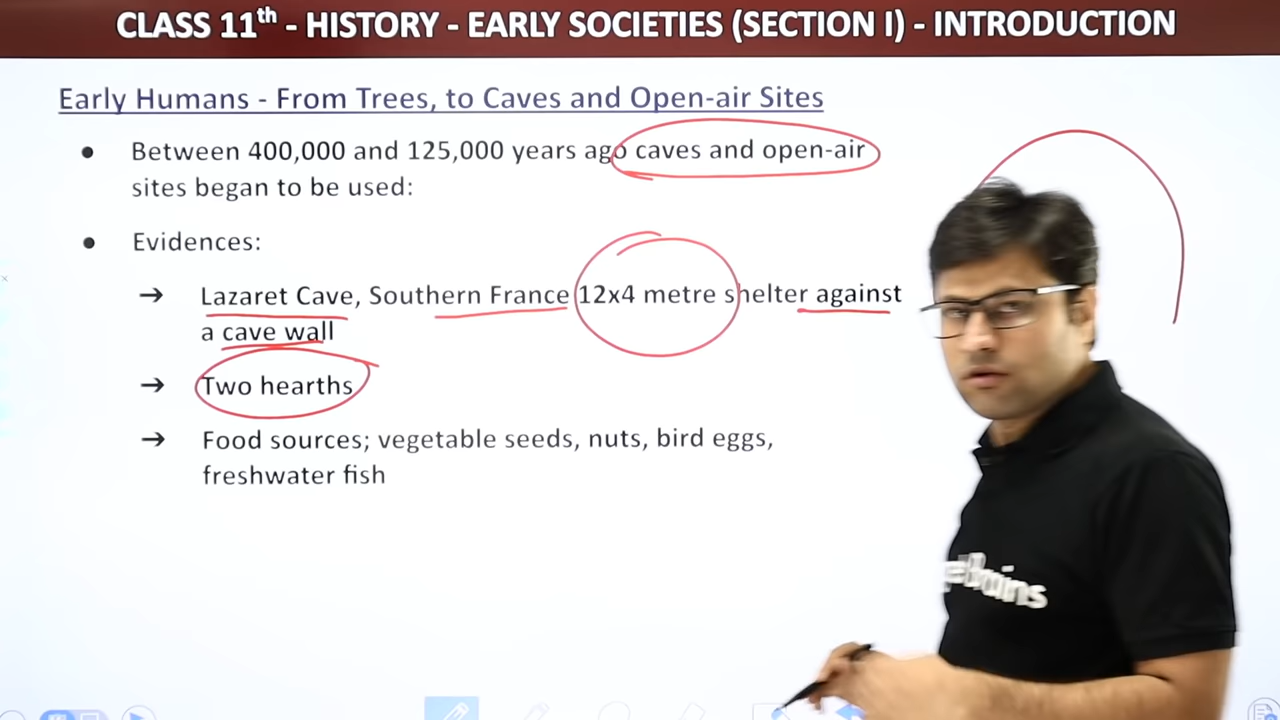 CLASS 11th - HISTORY - EARLY SOCIETIES (SECTION I) - INTRODUCTION
Early Humans - From Trees, to Caves and Open-air Sites
● Between 400,000 and 125,000 years ago caves and open-air
sites began to be used:
● Evidences:
➔ Lazaret Cave, Southern France 12x4 metre shelter against
a cave wall
➔ Two hearths
➔ Food sources; vegetable seeds, nuts, bird eggs,
freshwater fish